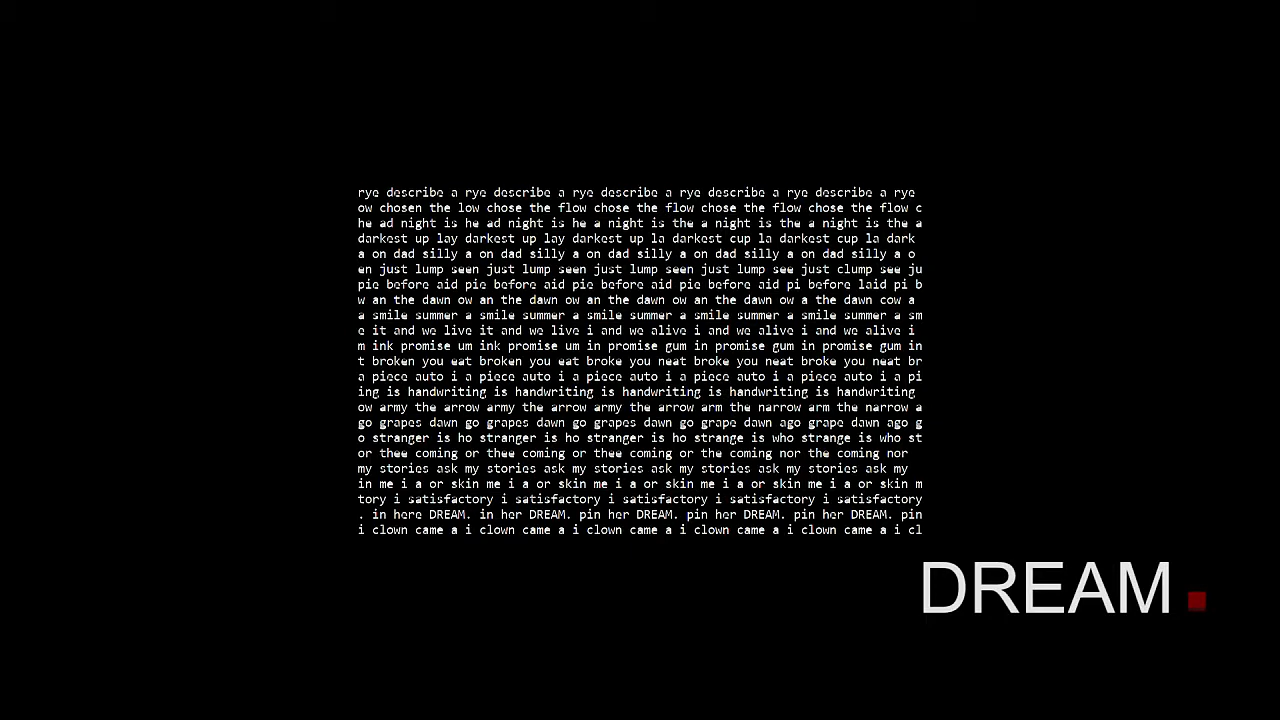 rye describe a rye describe a rye describe a rye describe a rye describe a rye
ow chosen the low chose the flow chose the flow chose the flow chose the flow c
he ad night is he ad night is he a night is the a night is the a night is the a
darkest up lay darkest up lay darkest up la darkest cup la darkest cup la dark
a on dad silly a on dad silly a on dad silly a on dad silly a on dad silly a o
en just lump seen just lump seen just lump seen just lump see just clump see ju
pie before aid pie before aid pie before aid pie before aid pi before laid pi b
w an the dawn ow an the dawn ow an the dawn ow an the dawn ow a the dawn cow a
a smile summer a smile summer a smile summer a smile summer a smile summer a sm
e it and we live it and we live i and we alive i and we alive i and we alive i
m ink promise um ink promise um in promise gum in promise gum in promise gum in
t broken you eat broken you eat broke you neat broke you neat broke you neat br
a piece auto i a piece auto i a piece auto i a piece auto i a piece auto i a pi
ing is handwriting is handwriting is handwriting is handwriting is handwriting
ow army the arrow army the arrow army the arrow arm the narrow arm the narrow a
go grapes dawn go grapes dawn go grapes dawn go grape dawn ago grape dawn ago g
o stranger is ho stranger is ho stranger is ho strange is who strange is who st
or thee coming or thee coming or thee coming or the coming nor the coming nor
my stories ask my stories ask my stories ask my stories ask my stories ask my
in me i a or skin me i a or skin me i a or skin me i a or skin me i a or skin m
tory i satisfactory i satisfactory i satisfactory i satisfactory i satisfactory
. in here DREAM. in her DREAM. pin her DREAM. pin her DREAM. pin her DREAM. pin
i clown came a i clown came a i clown came a i clown came a i clown came a i cl
DREAM.